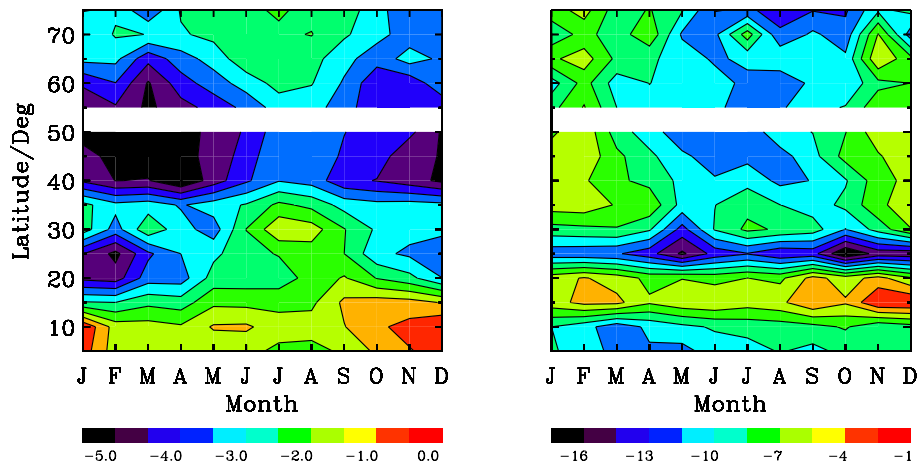 70
60
50
40
30
20
10
Latitude/Deg
J F M A M J J A S O N D
Month
-5.0 -4.0 -3.0 -2.0 -1.0 0.0
J F M A M J J A S O N D
Month
-16 -13 -10 -7 -4 -1